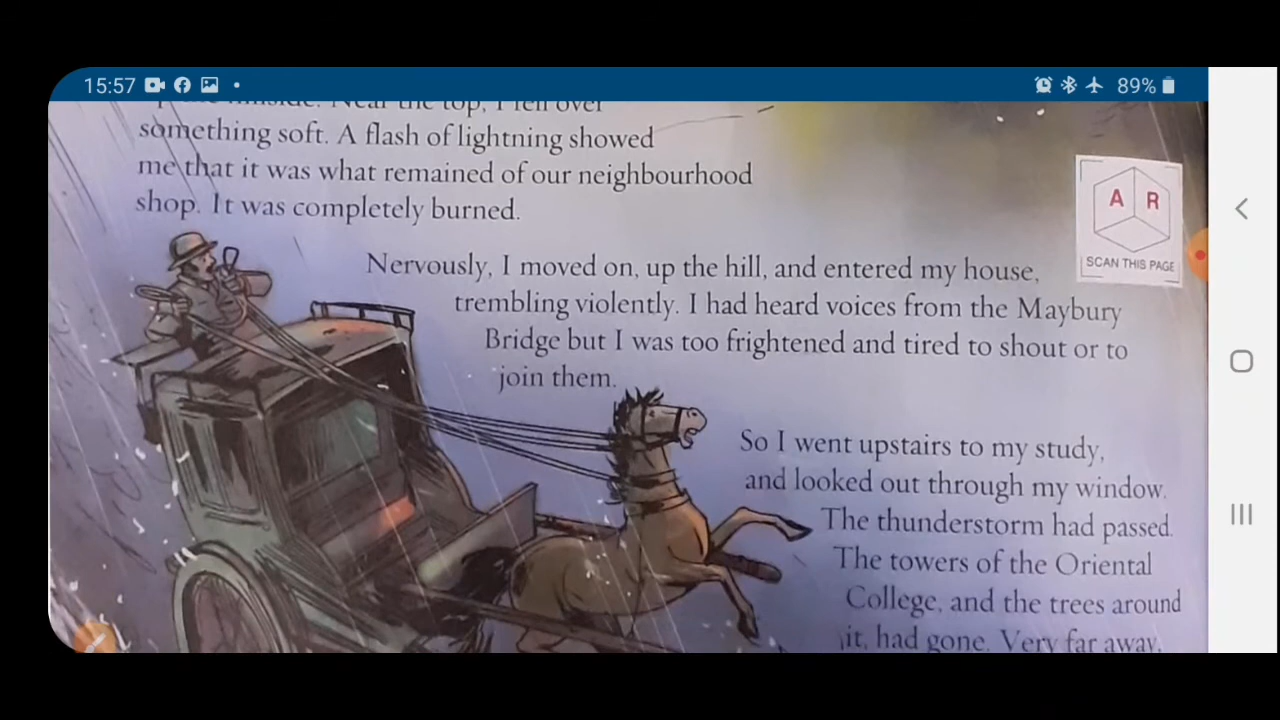 15:57
89%
something soft. A flash of lightning showed
me that it was what remained of our neighbourhood
shop. It was completely burned.
A R
SCAN THIS PAGE
Nervously, I moved on, up the hill, and entered my house,
trembling violently. I had heard voices from the Maybury
Bridge but I was too frightened and tired to shout or to
join them.
So I went upstairs to my study,
and looked out through my window.
The thunderstorm had passed.
The towers of the Oriental
College, and the trees around
it, had gone. Very far away,